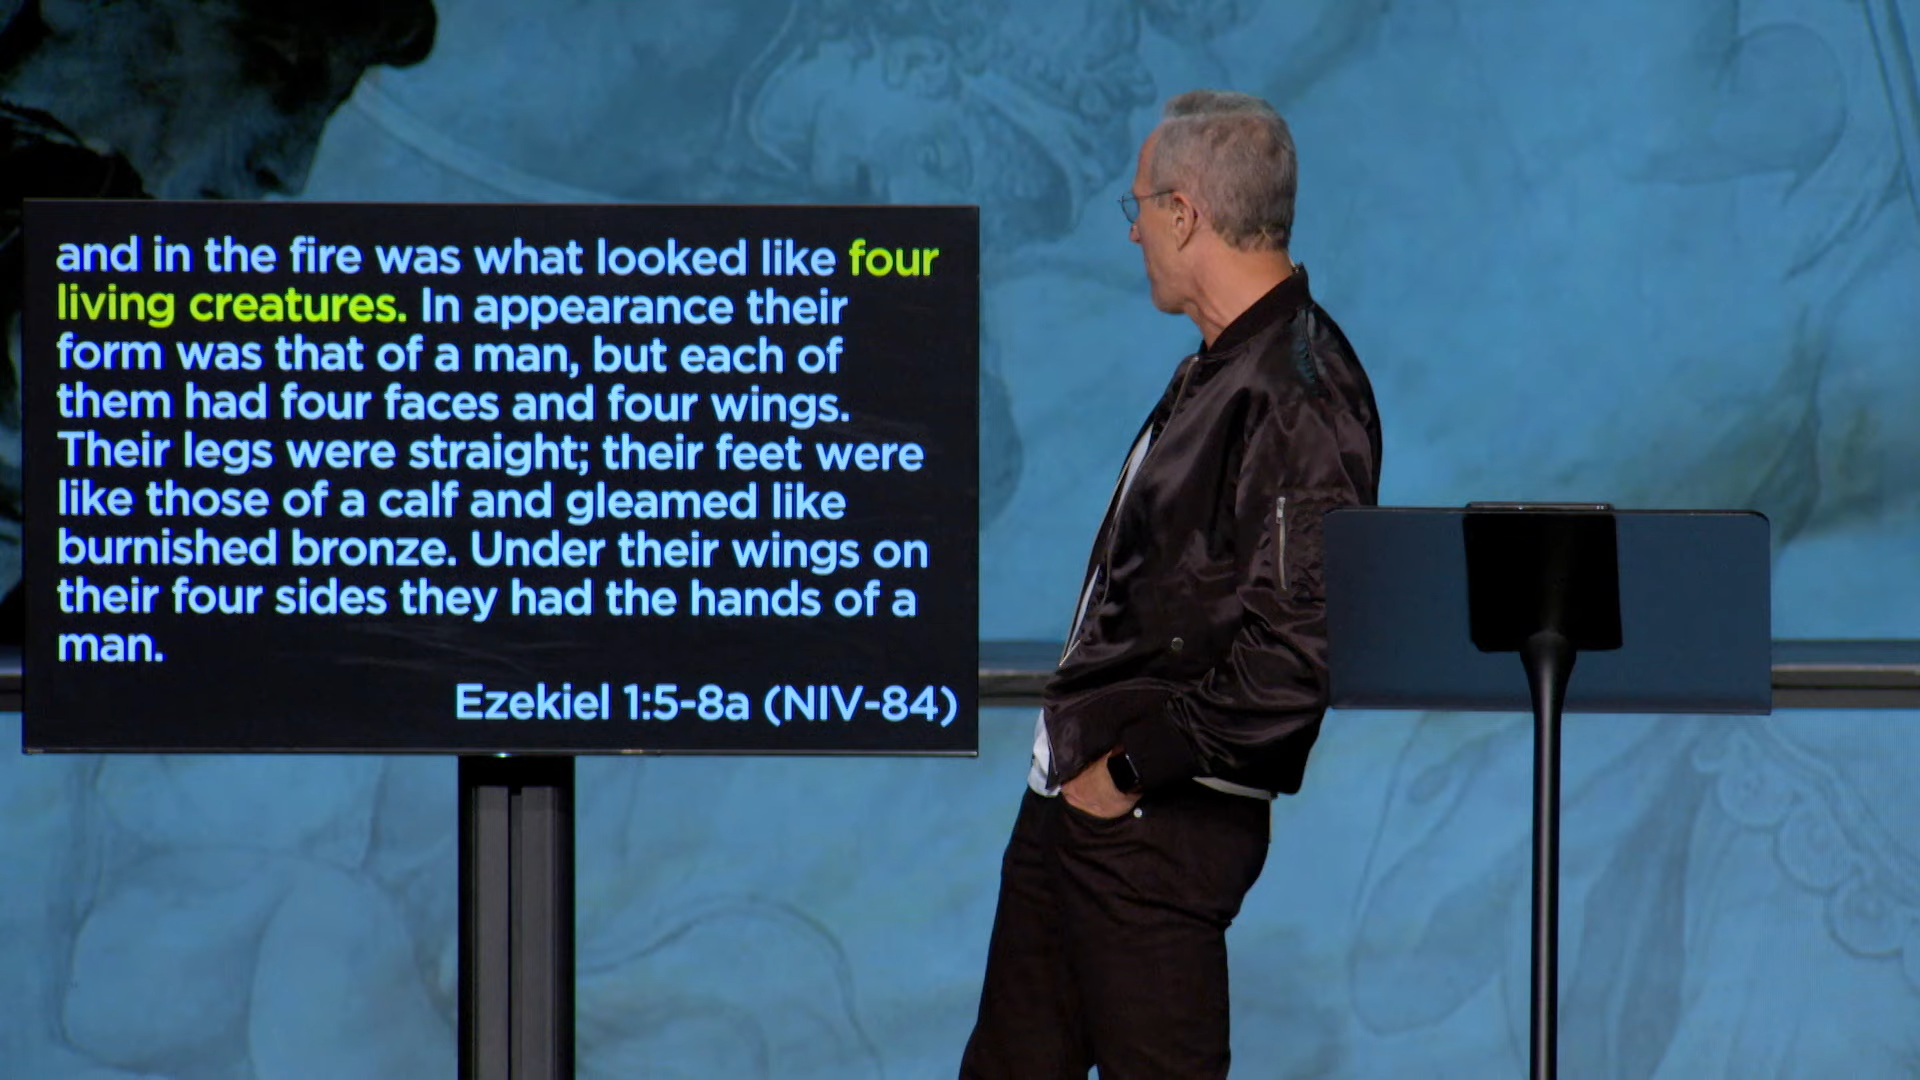 and in the fire was what looked like four
living creatures. In appearance their
form was that of a man, but each of
them had four faces and four wings.
Their legs were straight; their feet were
like those of a calf and gleamed like
burnished bronze. Under their wings on
their four sides they had the hands of a
man.
Ezekiel 1:5-8a (NIV-84)